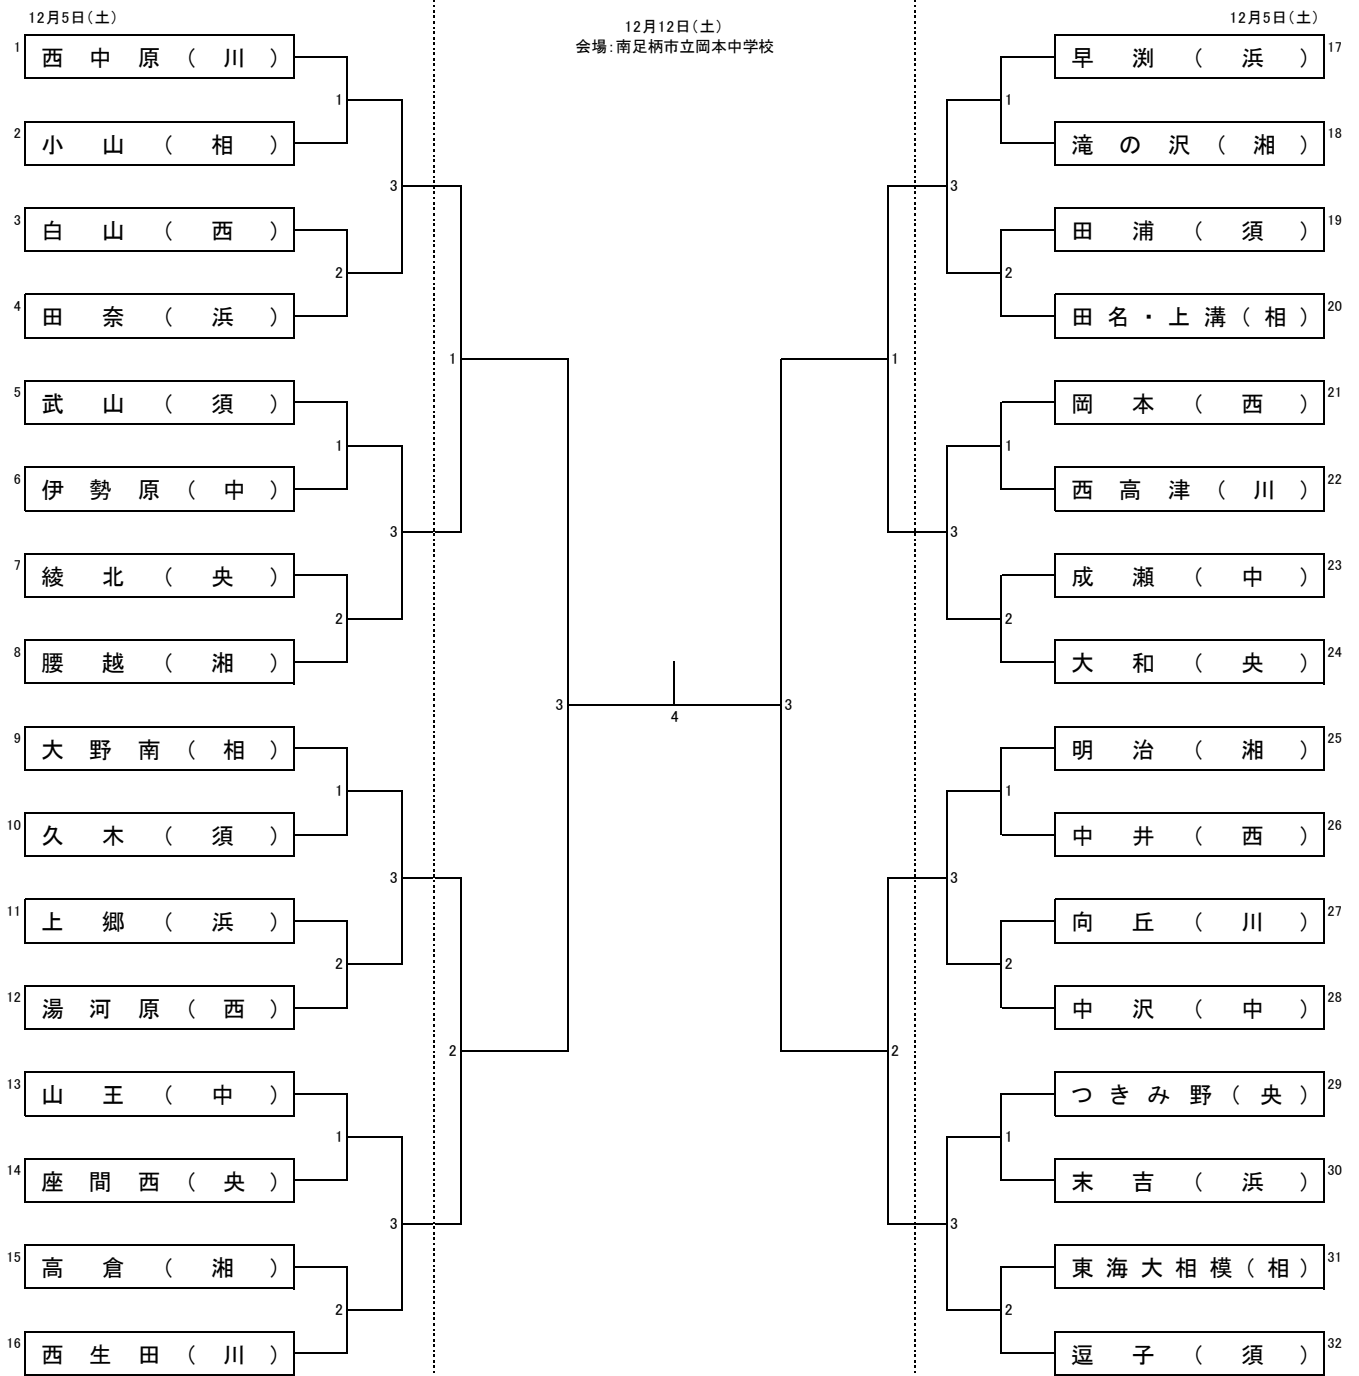 12月5日(土)
12月12日(土)
会場:南足柄市立岡本中学校
12月5日(土)
1 西中原(川)
2 小山(相)
3 白山(西)
4 田奈(浜)
5 武山(須)
6 伊勢原(中)
7 綾北(央)
8 腰越(湘)
9 大野南(相)
10 久木(須)
11 上郷(浜)
12 湯河原(西)
13 山王(中)
14 座間西(央)
15 高倉(湘)
16 西生田(川)
1
2
1
2
1
2
1
2
3
3
3
3
1
2
3
4
3
1
2
3
3
3
3
1
2
1
2
1
2
1
2
早渕(浜) 17
滝の沢(湘) 18
田浦(須) 19
田名・上溝(相) 20
岡本(西) 21
西高津(川) 22
成瀬(中) 23
大和(央) 24
明治(湘) 25
中井(西) 26
向丘(川) 27
中沢(中) 28
つきみ野(央) 29
末吉(浜) 30
東海大相模(相) 31
逗子(須) 32